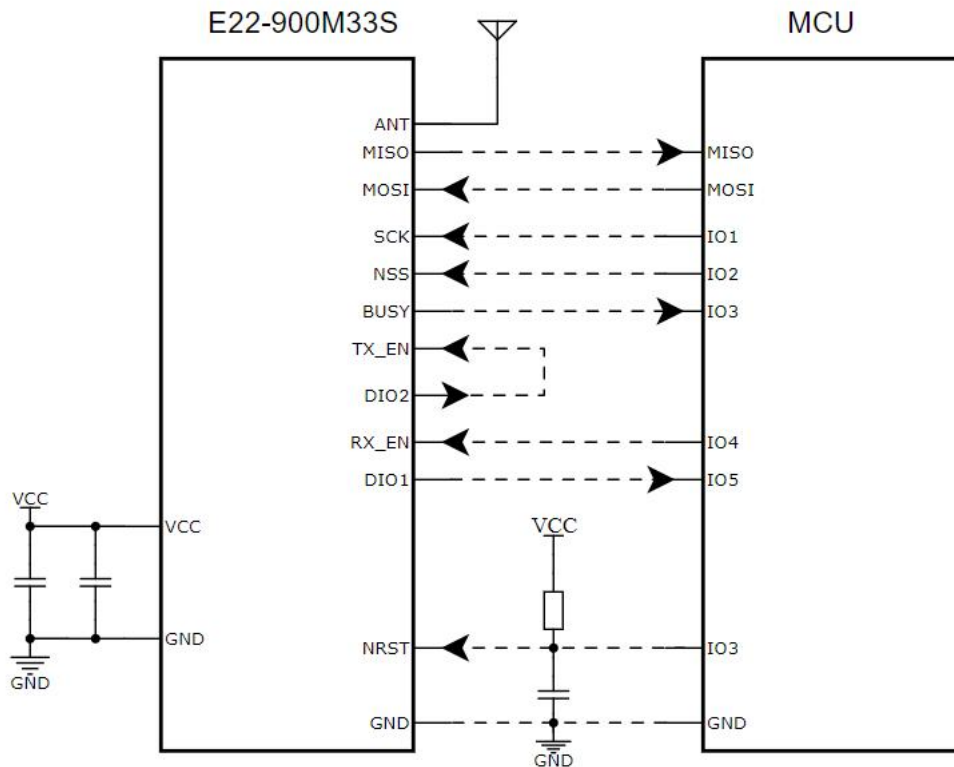 E22-900M33S
MCU
ANT
MISO
MISO
MOSI
MOSI
SCK
IO1
NSS
IO2
BUSY
IO3
TX_EN
DIO2
RX_EN
IO4
DIO1
IO5
VCC
VCC
VCC
GND
GND
NRST
IO3
GND
GND
GND